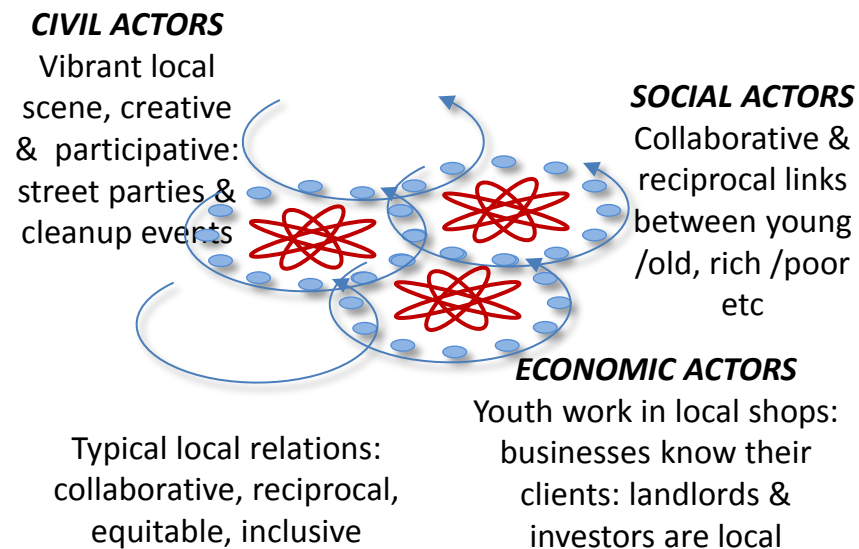 CIVIL ACTORS
Vibrant local
scene, creative
& participative:
street parties &
cleanup events
SOCIAL ACTORS
Collaborative &
reciprocal links
between young
/old, rich /poor
etc
ECONOMIC ACTORS
Youth work in local shops:
businesses know their
clients: landlords &
investors are local
Typical local relations:
collaborative, reciprocal,
equitable, inclusive